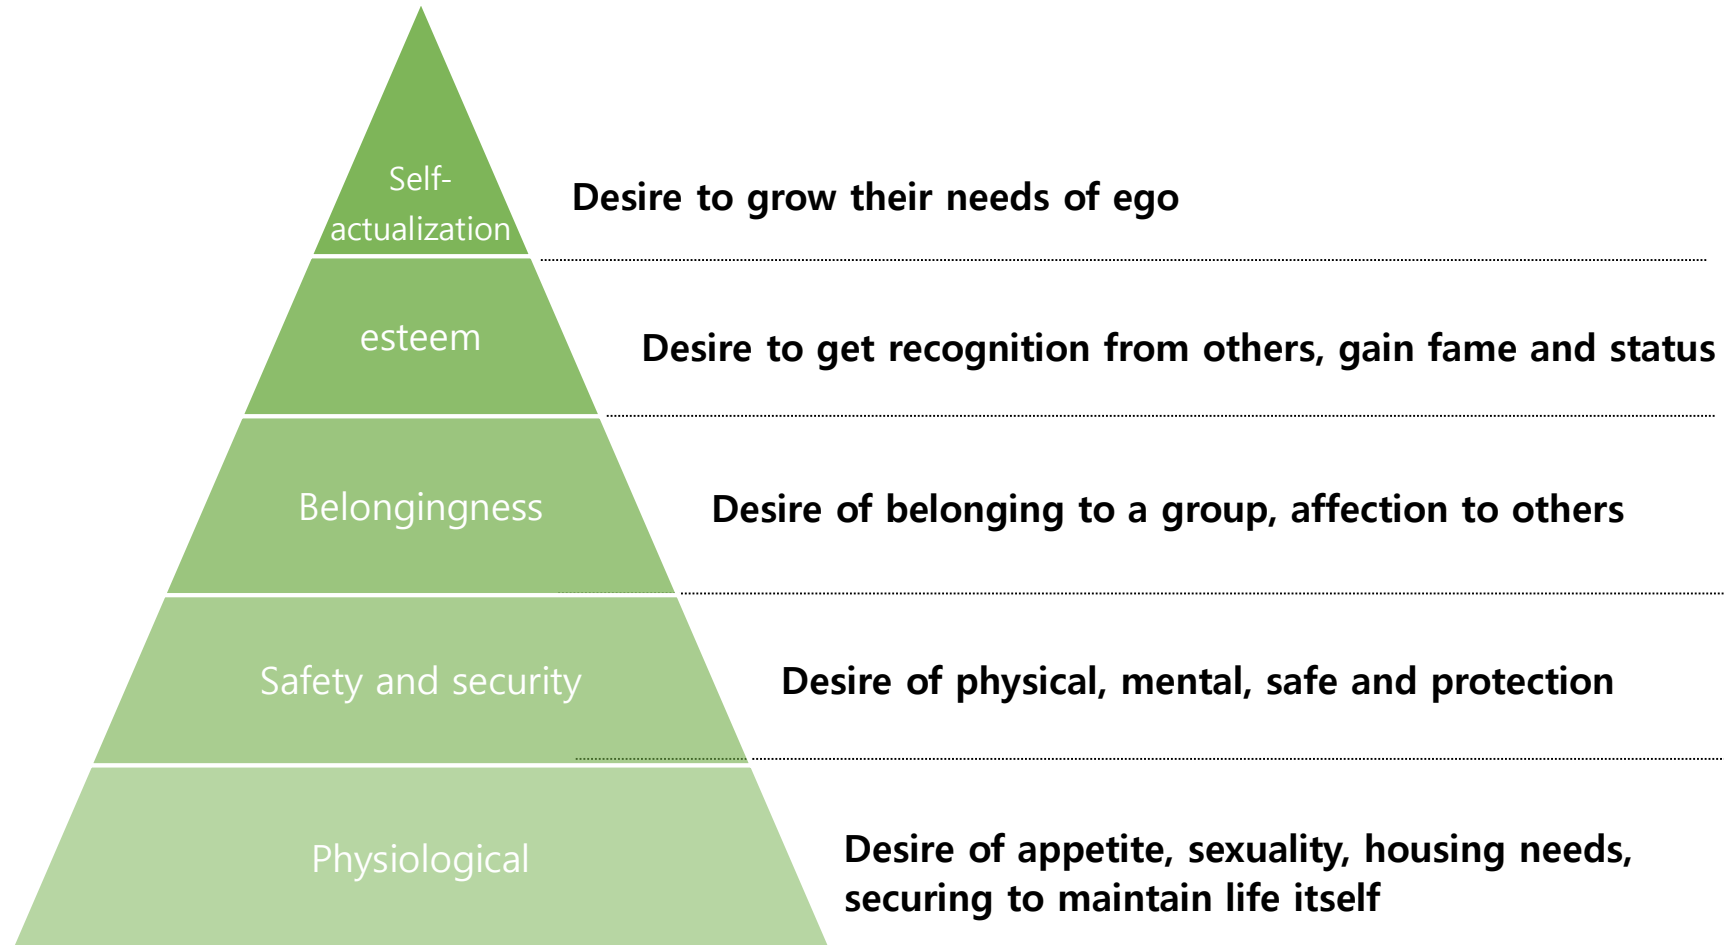 Self-
actualization
Desire to grow their needs of ego
esteem
Desire to get recognition from others, gain fame and status
Belongingness
Desire of belonging to a group, affection to others
Safety and security
Desire of physical, mental, safe and protection
Physiological
Desire of appetite, sexuality, housing needs,
securing to maintain life itself